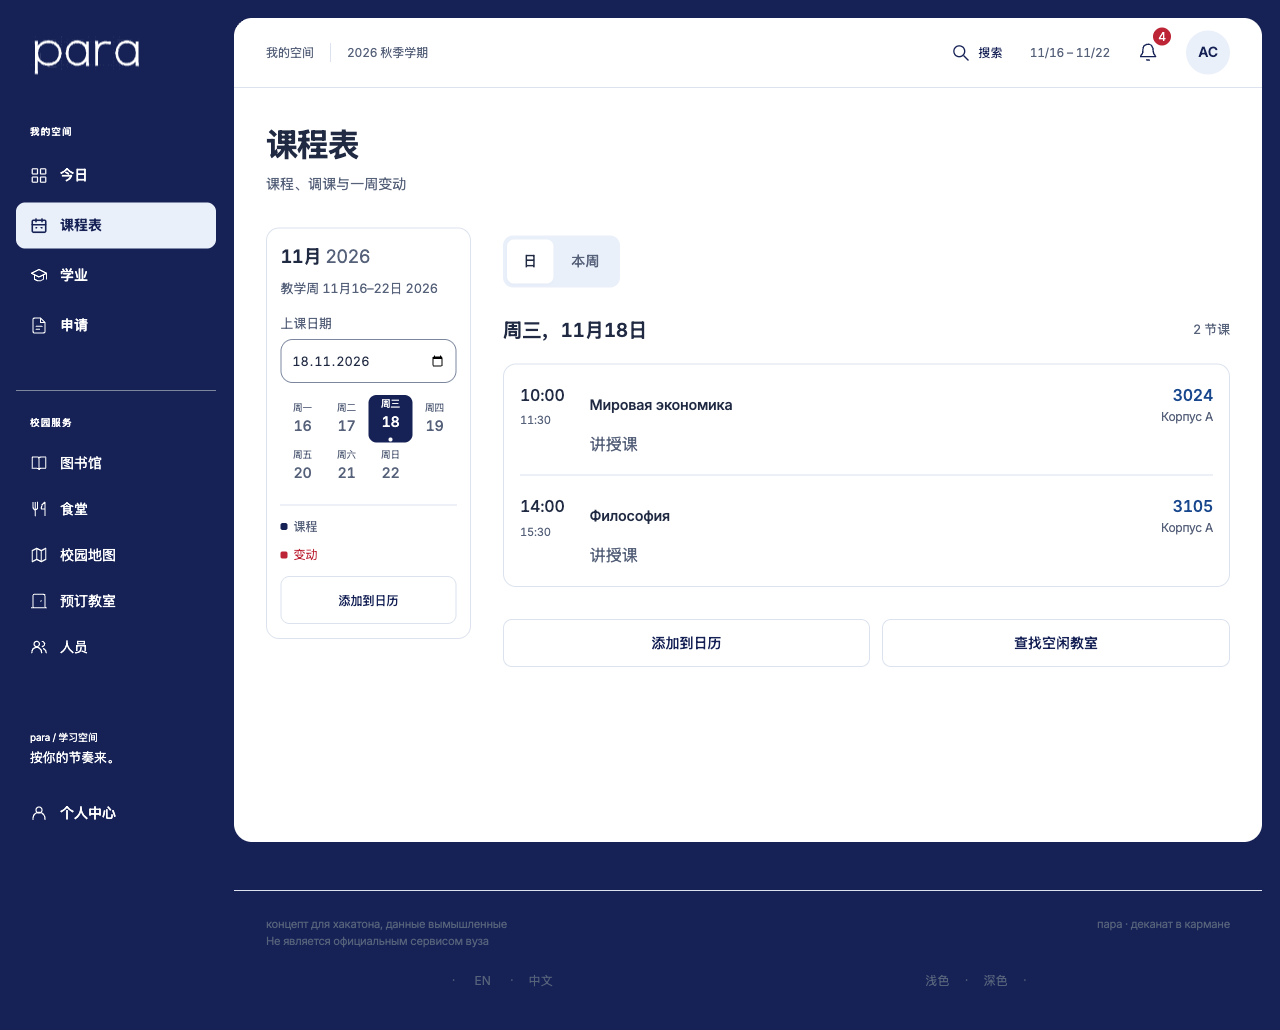 para
我的空间
今日
课程表
学业
申请
校园服务
图书馆
食堂
校园地图
预订教室
人员
para / 学习空间
按你的节奏来。
个人中心
我的空间
2026 秋季学期
搜索
11/16 – 11/22
4
AC
课程表
课程、调课与一周变动
11月 2026
教学周 11月16–22日 2026
上课日期
18.11.2026
周一 周二 周三 周四
16 17 18 19
周五 周六 周日
20 21 22
课程
变动
添加到日历
日
本周
周三，11月18日
2 节课
10:00
11:30
Мировая экономика
讲授课
3024
Корпус А
14:00
15:30
Философия
讲授课
3105
Корпус А
添加到日历
查找空闲教室
концепт для хакатона, данные вымышленные
Не является официальным сервисом вуза
пара · деканат в кармане
· EN · 中文
浅色 · 深色 ·